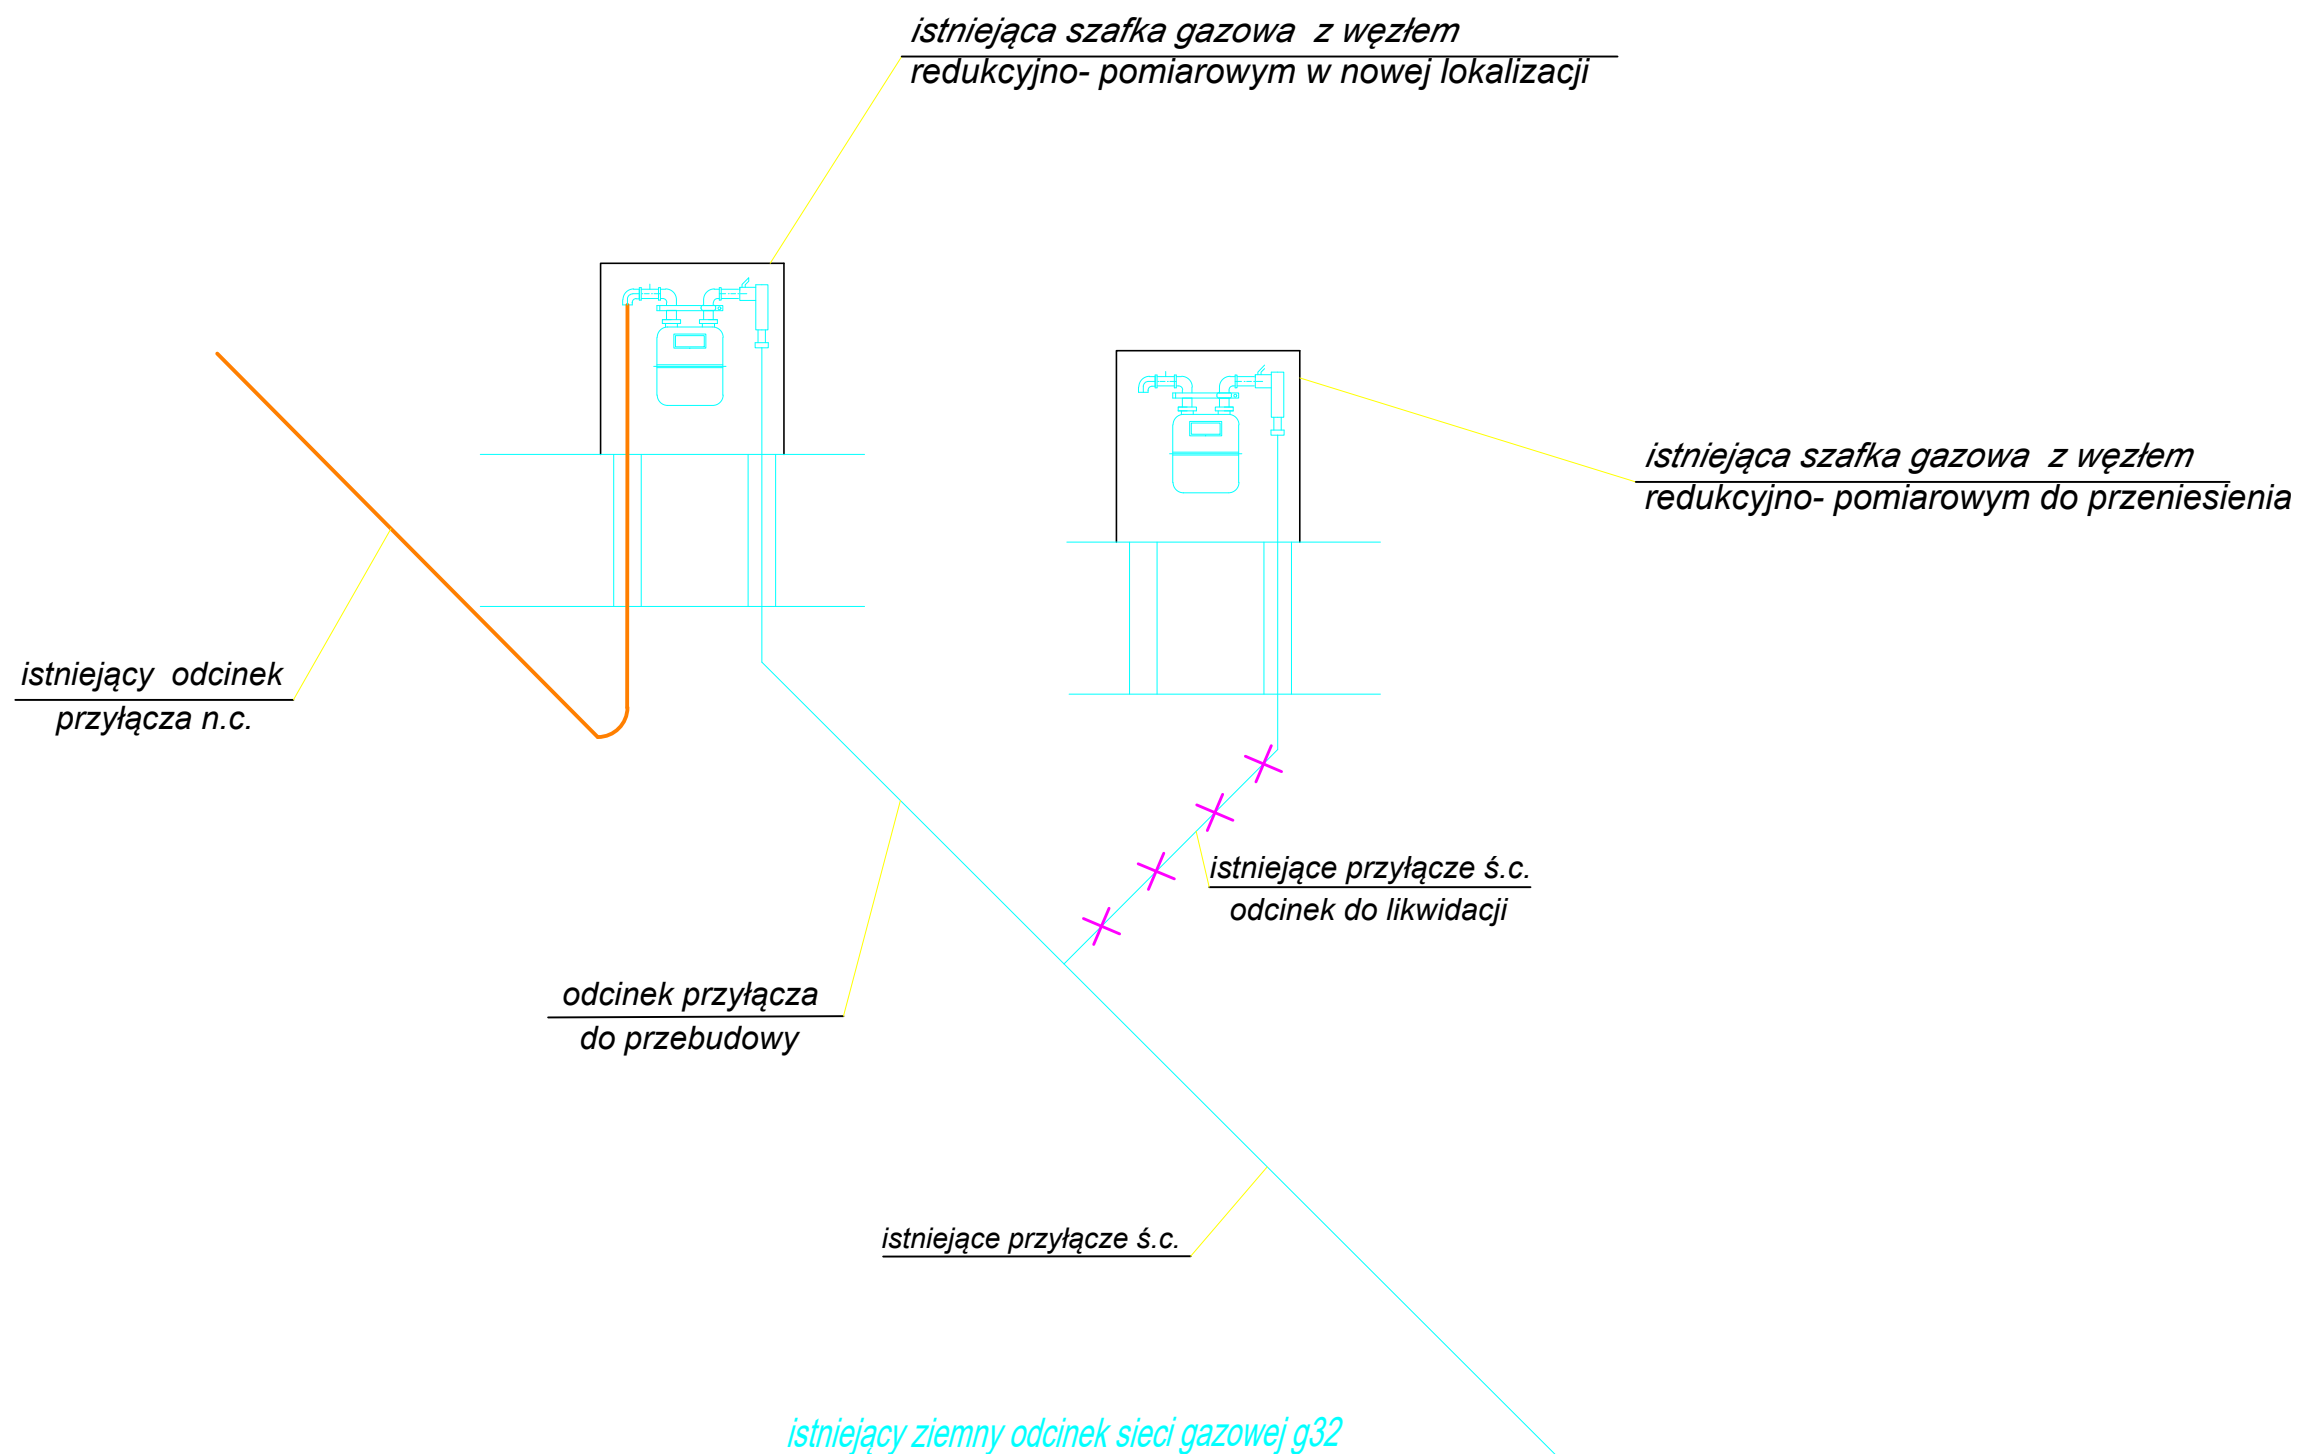 istniejąca szafka gazowa z węzłem
redukcyjno- pomiarowym w nowej lokalizacji
istniejąca szafka gazowa z węzłem
redukcyjno- pomiarowym do przeniesienia
istniejący odcinek
przyłącza n.c.
istniejące przyłącze ś.c.
odcinek do likwidacji
odcinek przyłącza
do przebudowy
istniejące przyłącze ś.c.
istniejący ziemny odcinek sieci gazowej g32